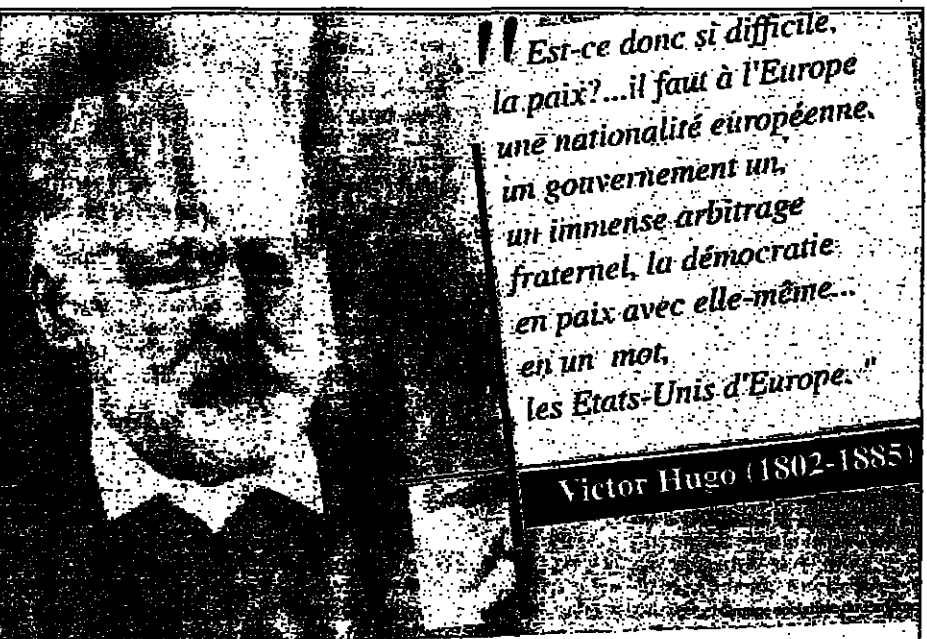 " Est-ce donc si difficile,
la paix?...il faut à l'Europe
une nationalité européenne,
un gouvernement un,
un immense arbitrage
fraternel, la démocratie
en paix avec elle-même...
en un mot,
les Etats-Unis d'Europe. "
Victor Hugo (1802-1885)